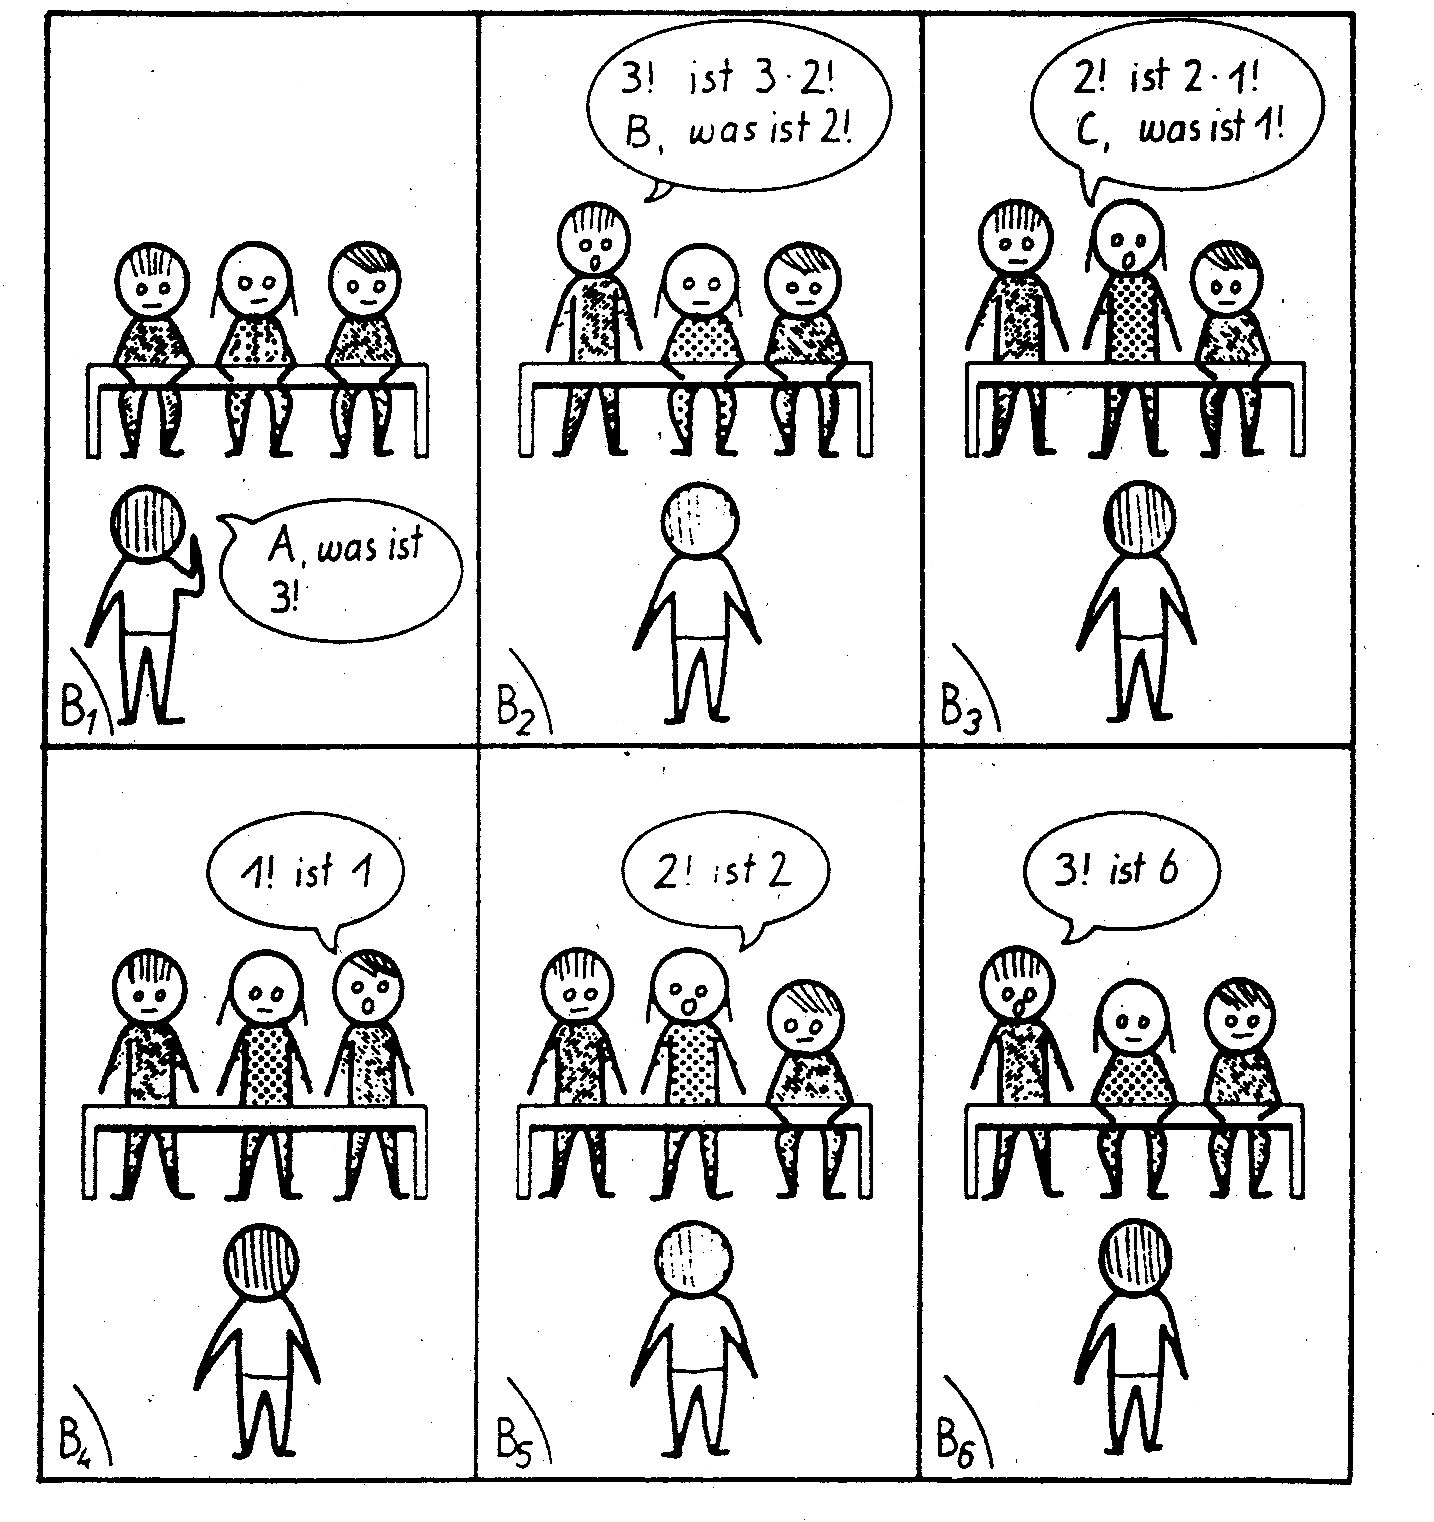 A, was ist
3!
B1
3! ist 3·2!
B, was ist 2!
B2
2! ist 2·1!
C, was ist 1!
B3
1! ist 1
B4
2! ist 2
B5
3! ist 6
B6